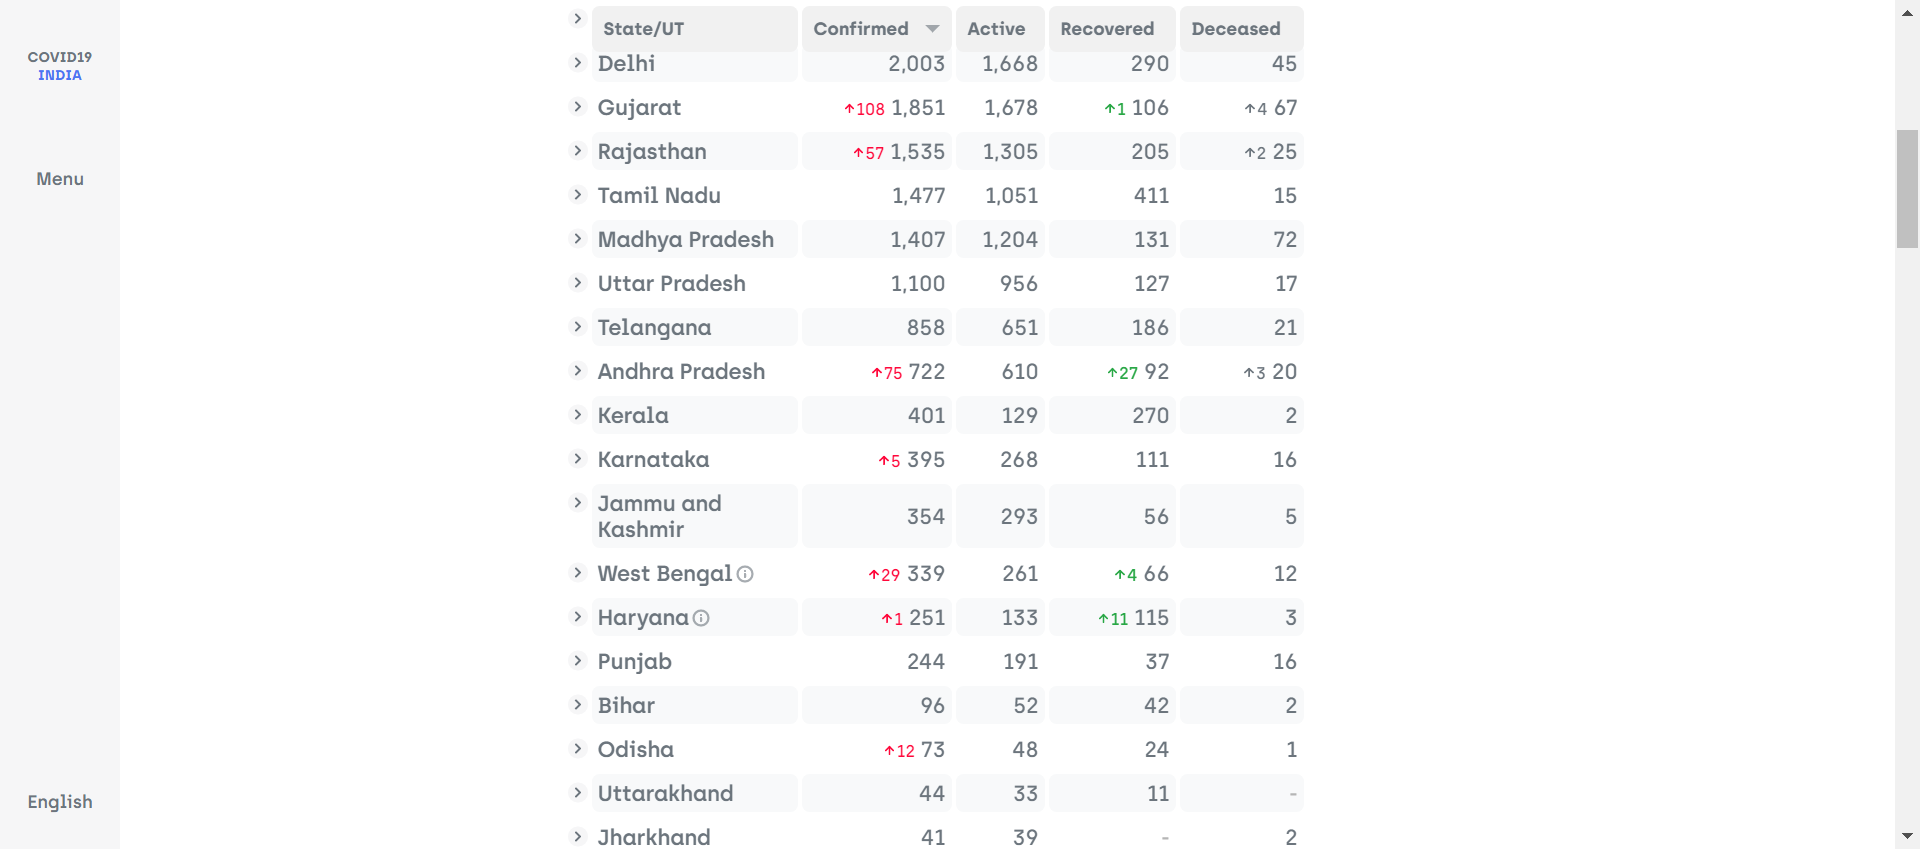 COVID19
INDIA
Menu
English
State/UT Confirmed Active Recovered Deceased
Delhi 2,003 1,668 290 45
Gujarat ↑108 1,851 1,678 ↑1 106 ↑4 67
Rajasthan ↑57 1,535 1,305 205 ↑2 25
Tamil Nadu 1,477 1,051 411 15
Madhya Pradesh 1,407 1,204 131 72
Uttar Pradesh 1,100 956 127 17
Telangana 858 651 186 21
Andhra Pradesh ↑75 722 610 ↑27 92 ↑3 20
Kerala 401 129 270 2
Karnataka ↑5 395 268 111 16
Jammu and
Kashmir 354 293 56 5
West Bengal ↑29 339 261 ↑4 66 12
Haryana ↑1 251 133 ↑11 115 3
Punjab 244 191 37 16
Bihar 96 52 42 2
Odisha ↑12 73 48 24 1
Uttarakhand 44 33 11 -
Jharkhand 41 39 - 2